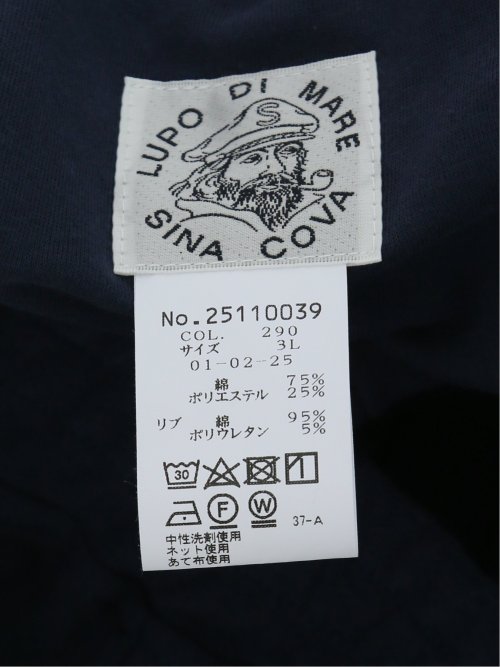 LUPO DI MARE
S
SINA COVA
No.25110039
COL. 290
サイズ 3L
01-02-25
綿 75%
ポリエステル 25%
リブ 綿 95%
ポリウレタン 5%
30
F W
37-A
中性洗剤使用
ネット使用
あて布使用